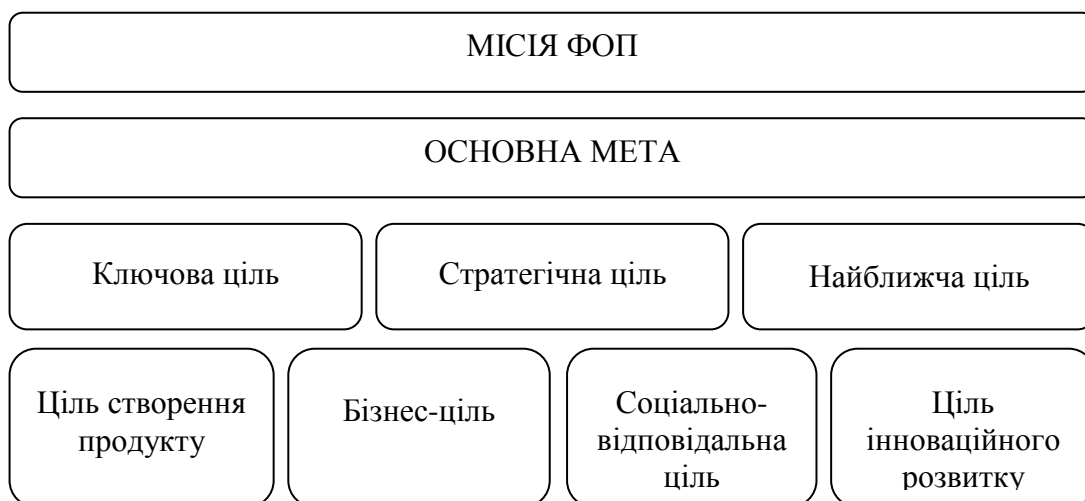 МІСІЯ ФОП
ОСНОВНА МЕТА
Ключова ціль
Стратегічна ціль
Найближча ціль
Ціль створення
продукту
Бізнес-ціль
Соціально-
відповідальна
ціль
Ціль
інноваційного
розвитку